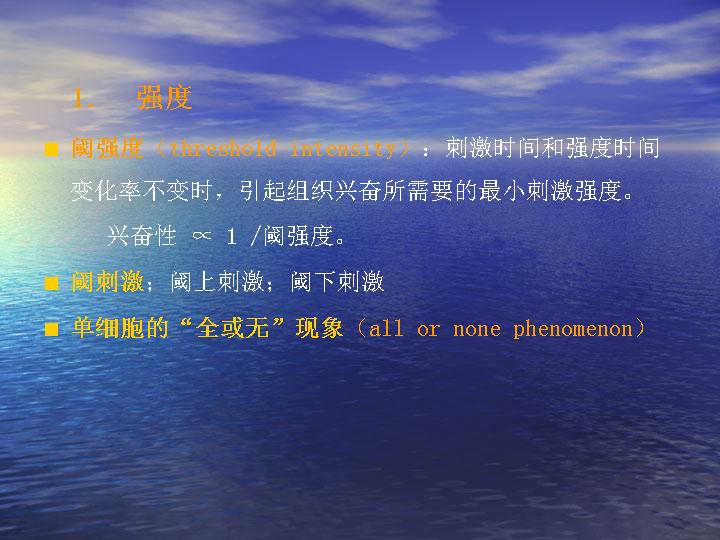 1. 强度
■ 阈强度（threshold intensity）：刺激时间和强度时间
变化率不变时，引起组织兴奋所需要的最小刺激强度。
兴奋性 ∝ 1 /阈强度。
■ 阈刺激；阈上刺激；阈下刺激
■ 单细胞的“全或无”现象（all or none phenomenon）